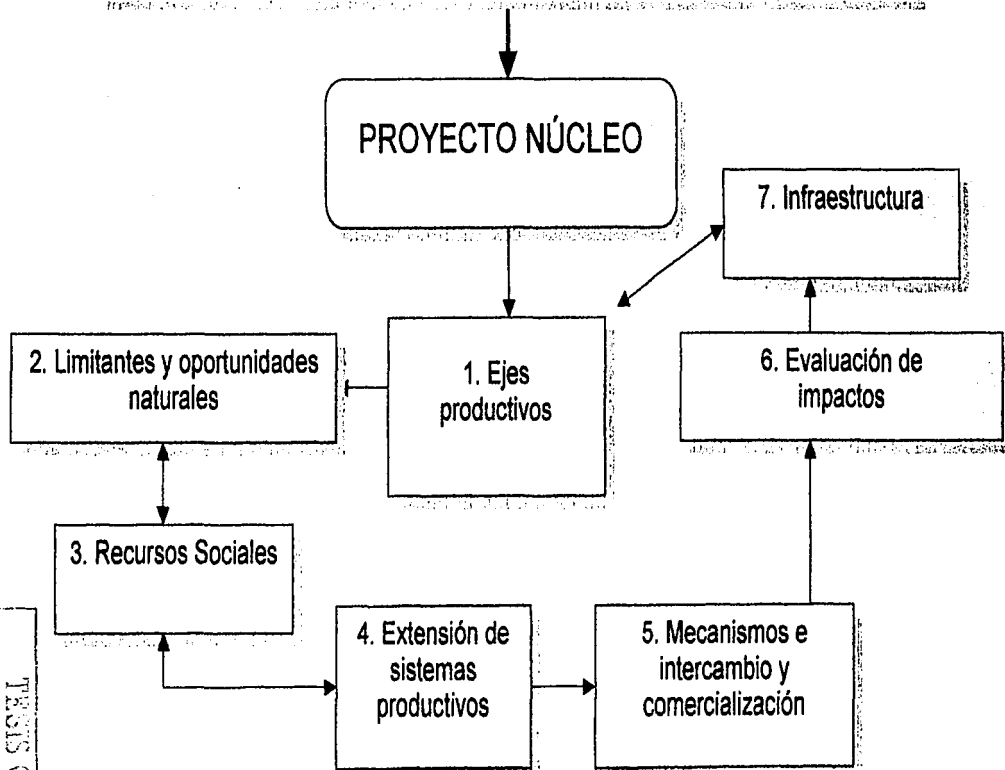 PROYECTO NÚCLEO
7. Infraestructura
2. Limitantes y oportunidades
naturales
1. Ejes
productivos
6. Evaluación de
impactos
3. Recursos Sociales
4. Extensión de
sistemas
productivos
5. Mecanismos e
intercambio y
comercialización
TESIS